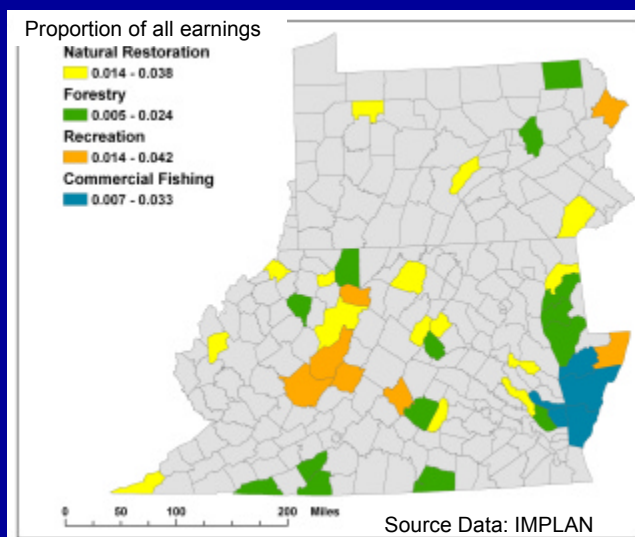 Proportion of all earnings
Natural Restoration
0.014 - 0.038
Forestry
0.005 - 0.024
Recreation
0.014 - 0.042
Commercial Fishing
0.007 - 0.033
0 50 100 200 Miles
Source Data: IMPLAN